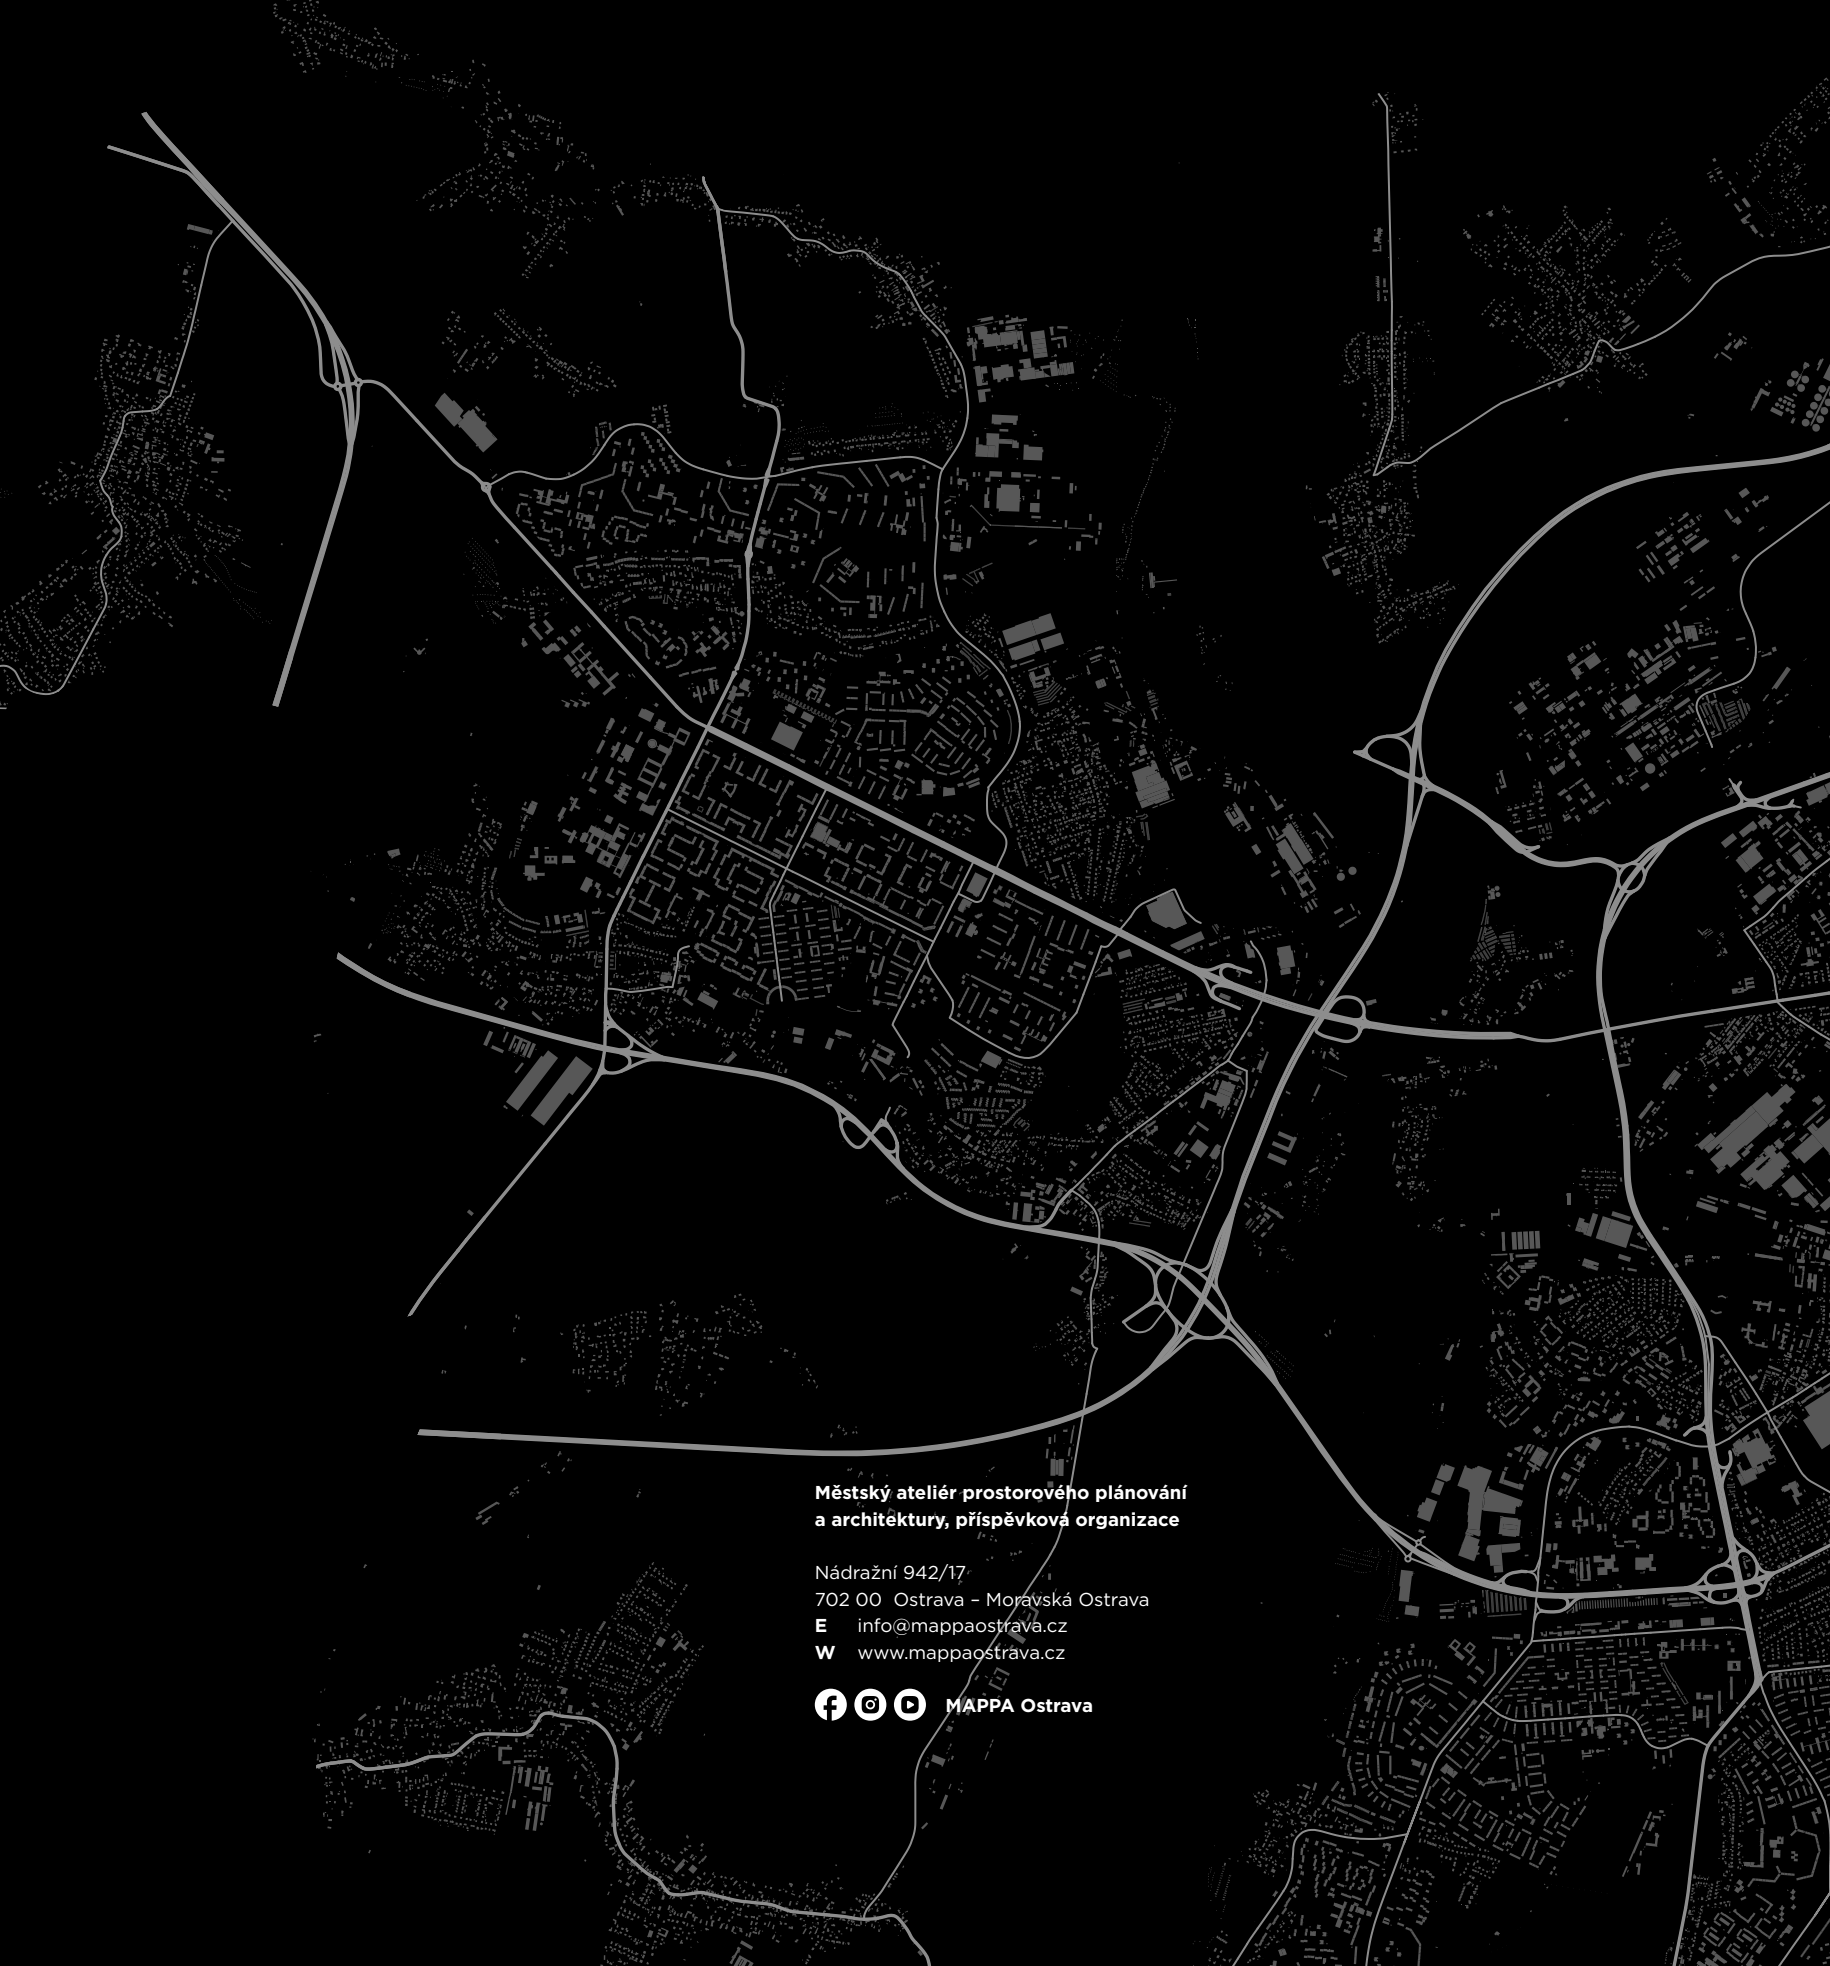 Městský ateliér prostorového plánování
a architektury, příspěvková organizace
Nádražní 942/17
702 00 Ostrava – Moravská Ostrava
E info@mappaostrava.cz
W www.mappaostrava.cz
MAPPA Ostrava